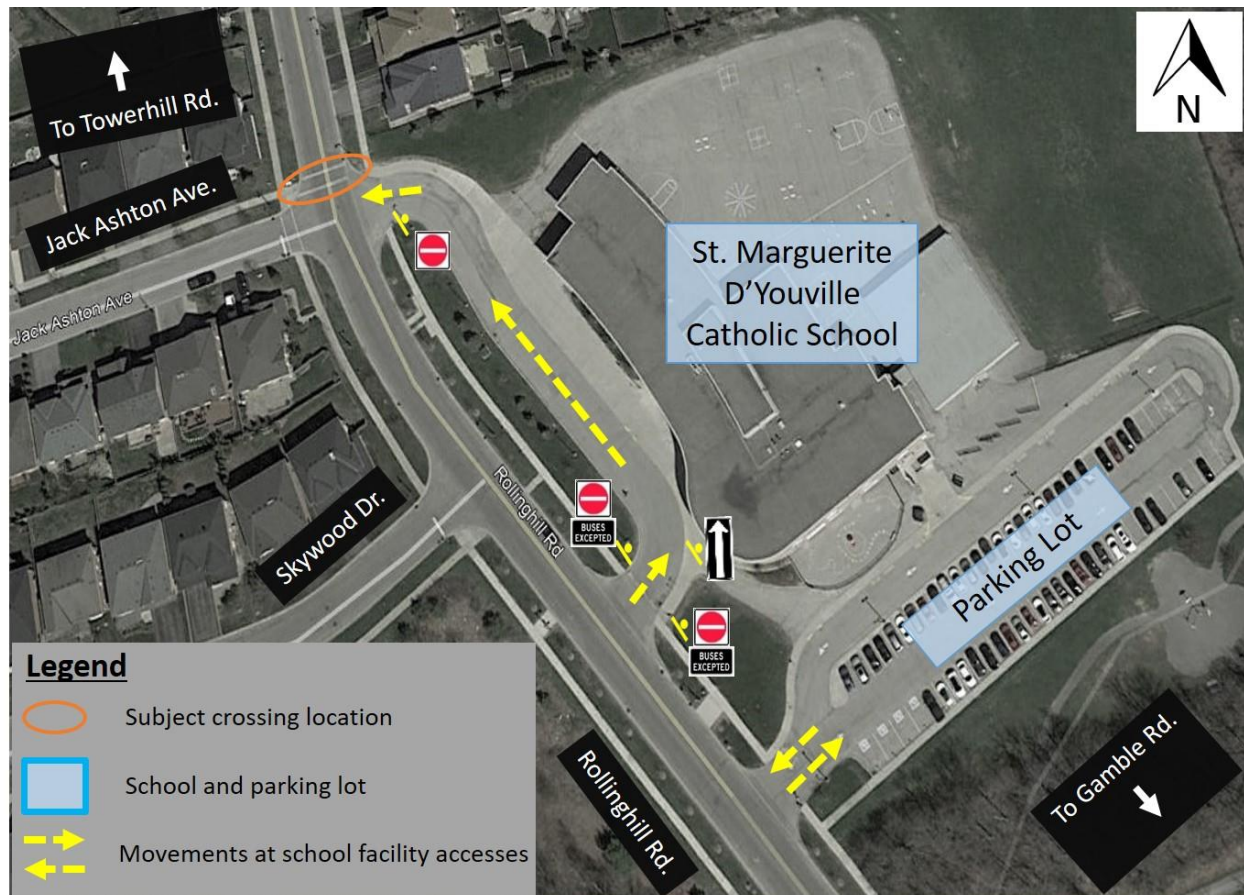 To Towerhill Rd.
N
Jack Ashton Ave.
Jack Ashton Ave
St. Marguerite
D'Youville
Catholic School
Rollinghill Rd
BUSES
EXCEPTED
Skywood Dr.
Parking Lot
BUSES
EXCEPTED
Legend
Subject crossing location
School and parking lot
Movements at school facility accesses
Rollinghill Rd.
To Gamble Rd.